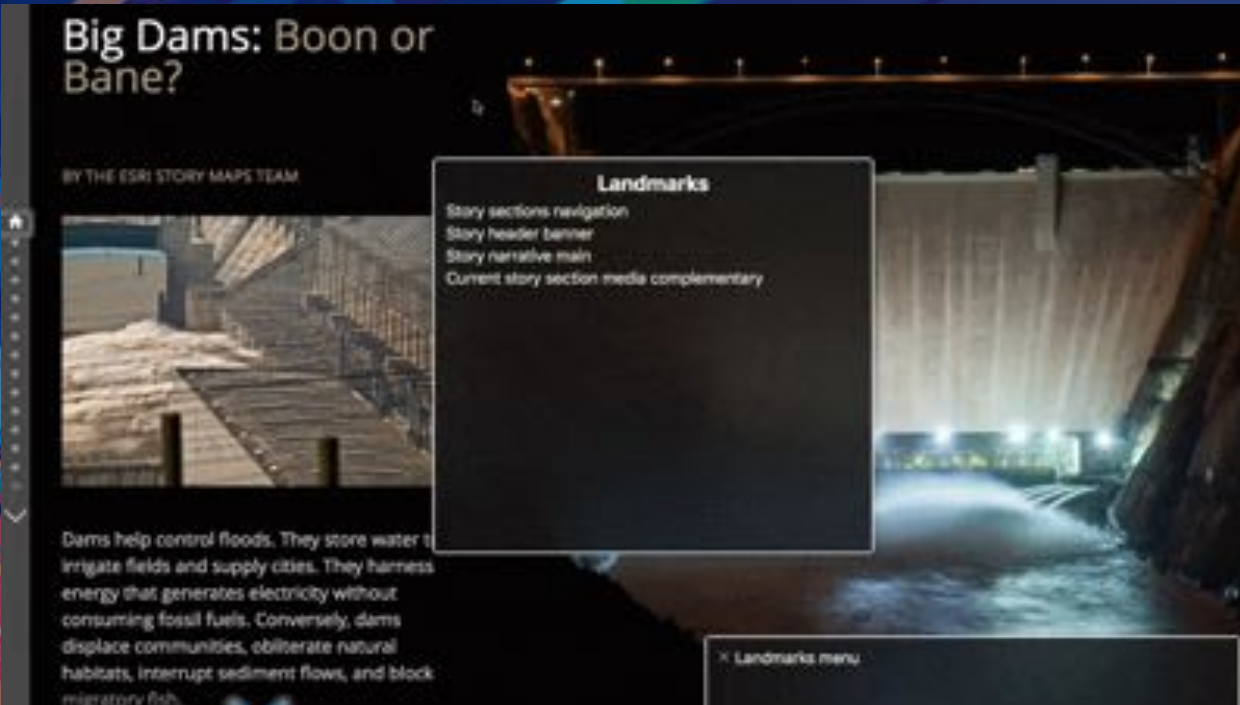 Big Dams: Boon or
Bane?
BY THE ESRI STORY MAPS TEAM
Landmarks
Story sections navigation
Story header banner
Story narrative main
Current story section media complementary
Dams help control floods. They store water
irrigate fields and supply cities. They harness
energy that generates electricity without
consuming fossil fuels. Conversely, dams
displace communities, obliterate natural
habitats, interrupt sediment flows, and block
migratory fish.
× Landmarks menu